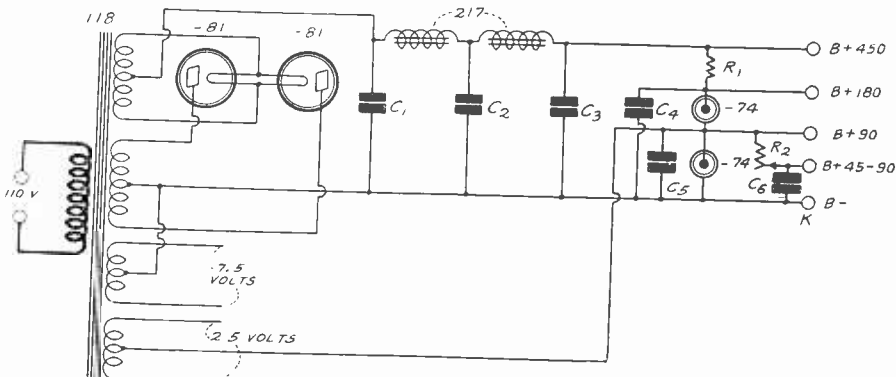 118
-81
-81
217
110 V
C1
C2
C3
C4
C5
C6
R1
R2
-74
-74
B+450
B+180
B+90
B+45-90
B-
K
7.5
VOLTS
2 5 VOLTS